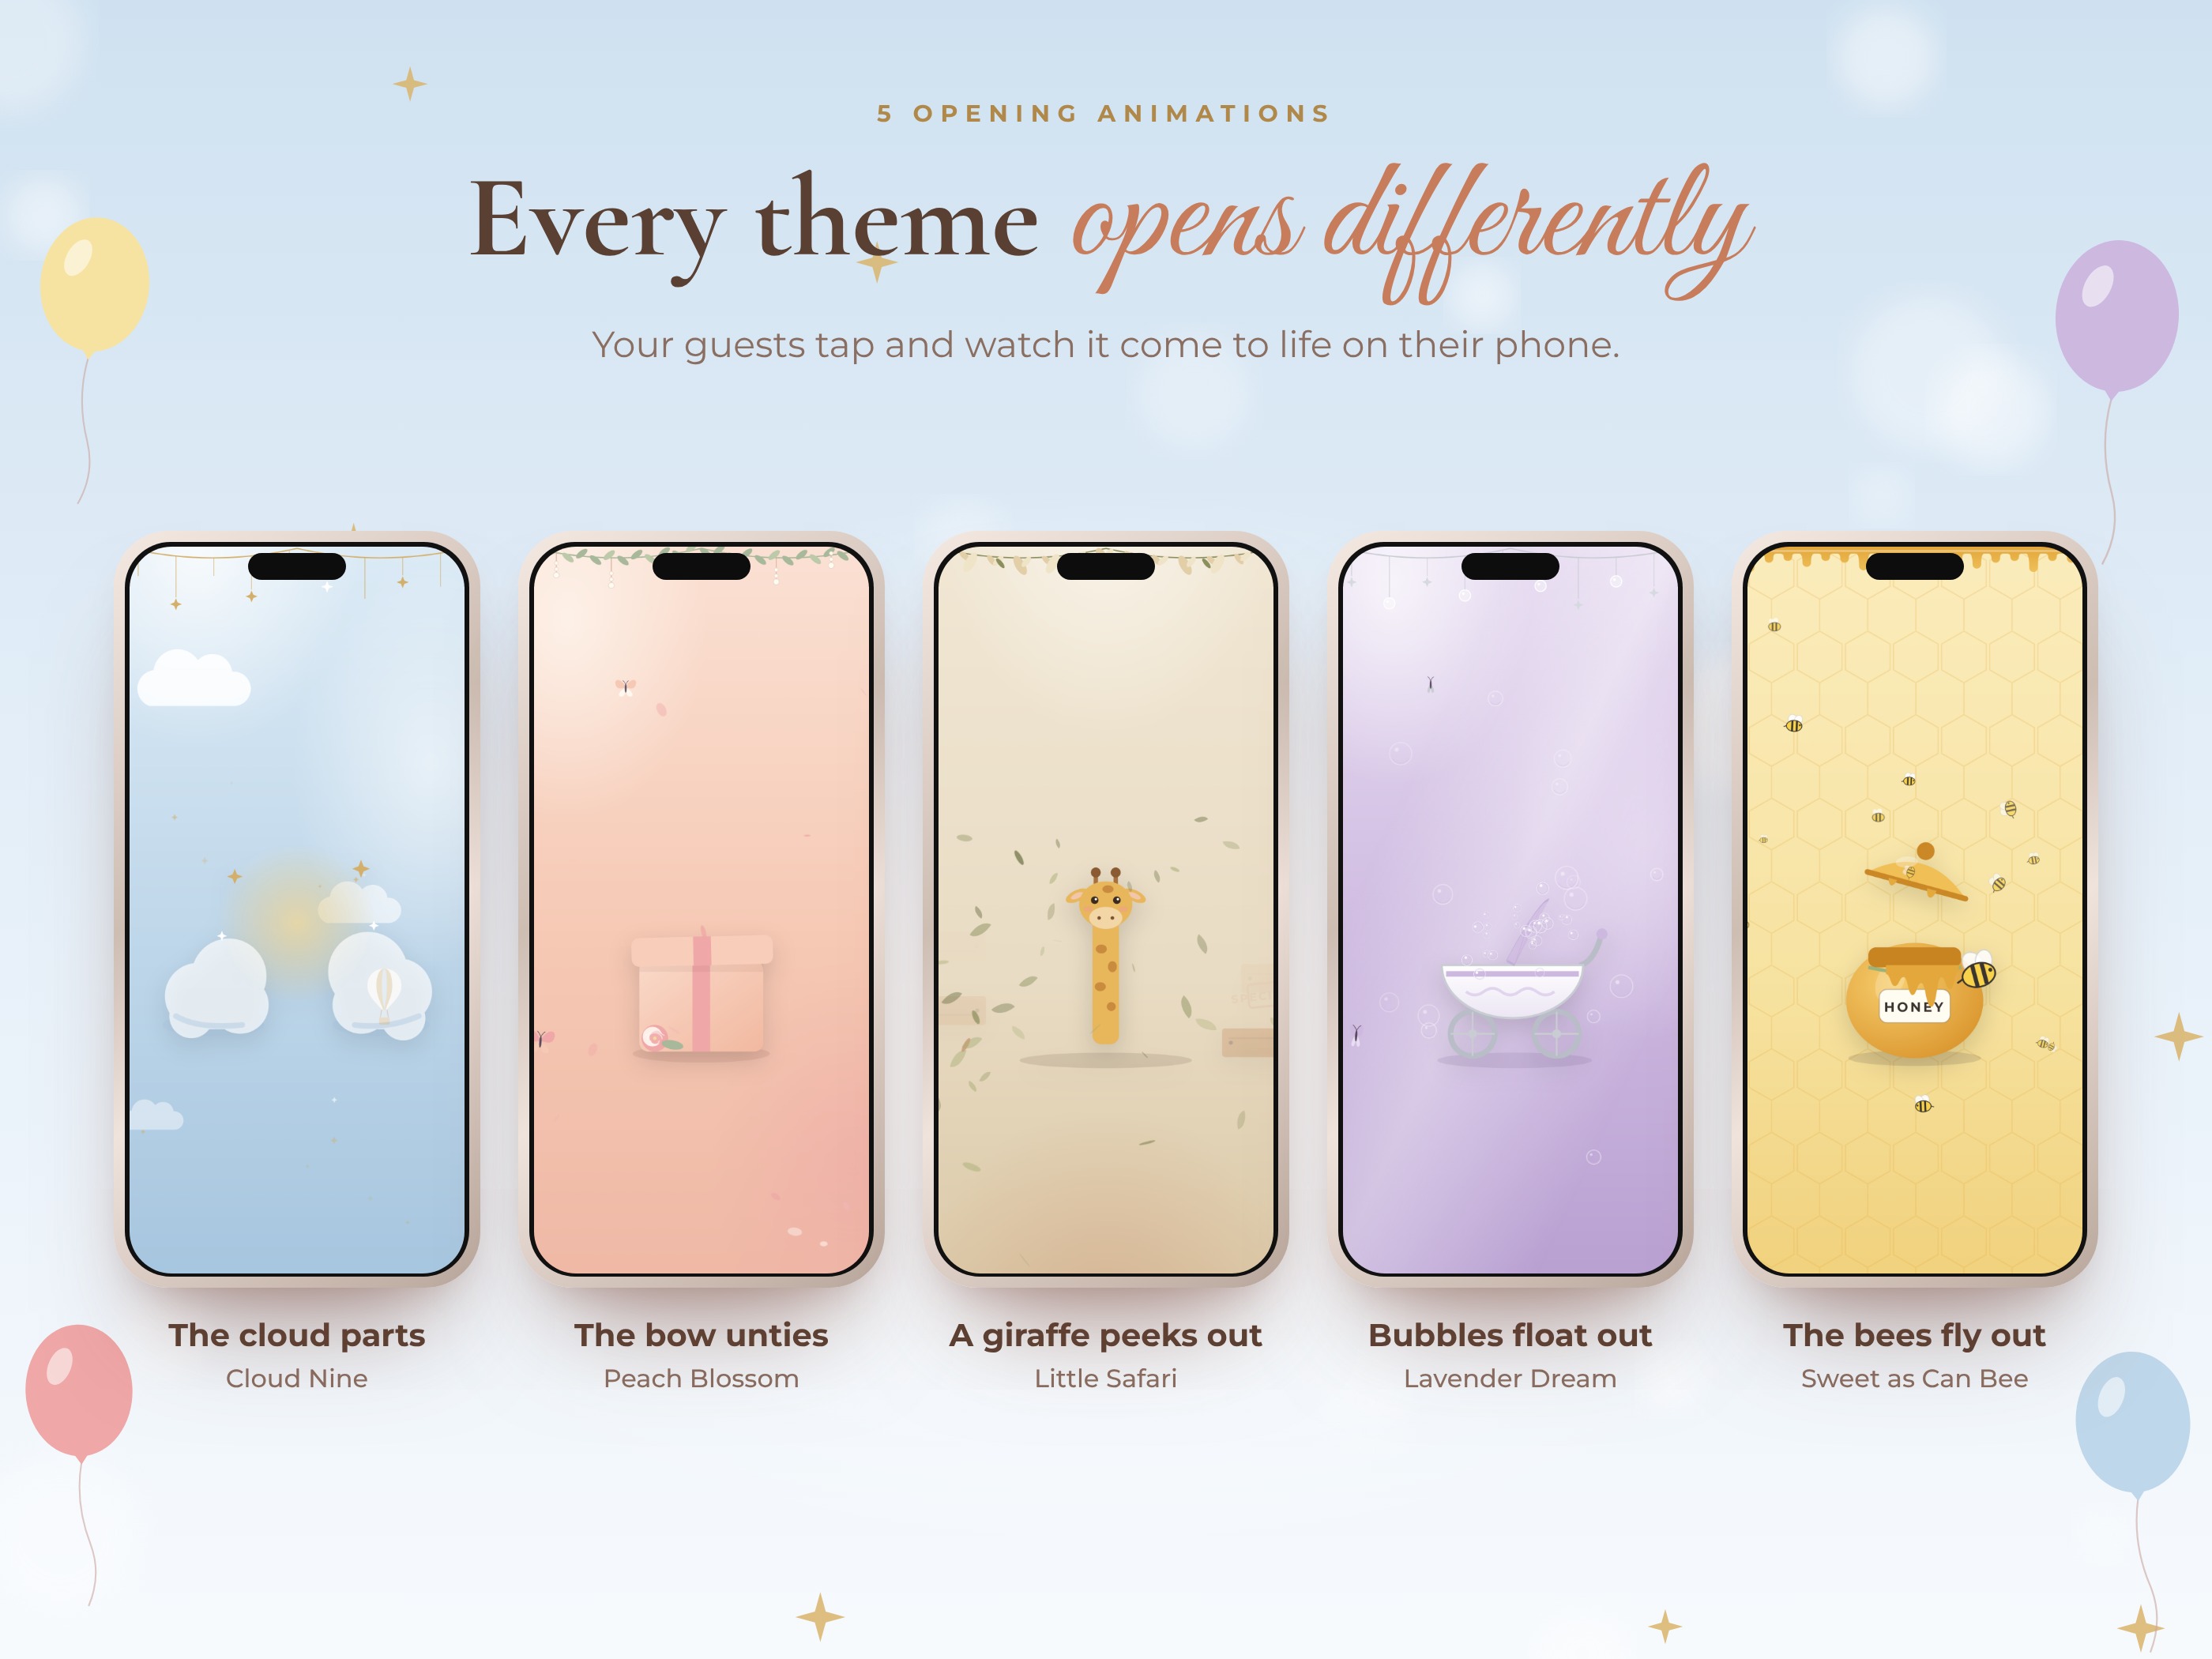 5 OPENING ANIMATIONS
Every theme opens differently
Your guests tap and watch it come to life on their phone.
HONEY
The cloud parts
Cloud Nine
The bow unties
Peach Blossom
A giraffe peeks out
Little Safari
Bubbles float out
Lavender Dream
The bees fly out
Sweet as Can Bee